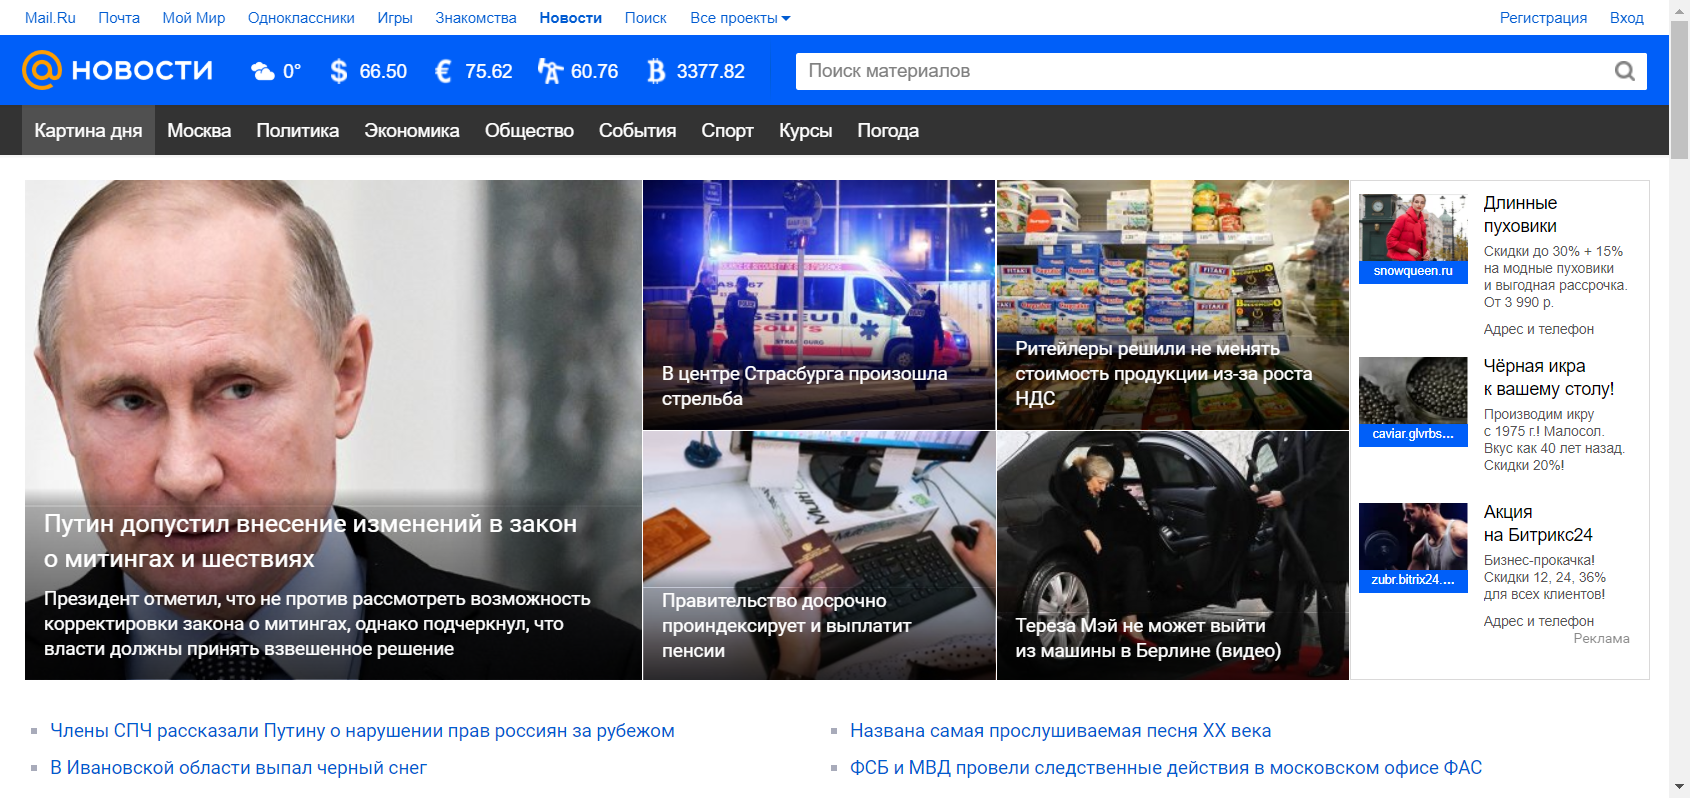 Mail.Ru Почта Мой Мир Одноклассники Игры Знакомства Новости Поиск Все проекты Регистрация Вход
@ НОВОСТИ 0° $ 66.50 € 75.62 60.76 3377.82 Поиск материалов
Картина дня Москва Политика Экономика Общество События Спорт Курсы Погода
Путин допустил внесение изменений в закон
о митингах и шествиях
Президент отметил, что не против рассмотреть возможность
корректировки закона о митингах, однако подчеркнул, что
власти должны принять взвешенное решение
STRASBOURG
В центре Страсбурга произошла
стрельба
FITAKI
Ритейлеры решили не менять
стоимость продукции из-за роста
НДС
Multi
Правительство досрочно
проиндексирует и выплатит
пенсии
Тереза Мэй не может выйти
из машины в Берлине (видео)
snowqueen.ru
Длинные
пуховики
Скидки до 30% + 15%
на модные пуховики
и выгодная рассрочка.
От 3 990 р.
Адрес и телефон
caviar.glvrbs...
Чёрная икра
к вашему столу!
Производим икру
с 1975 г.! Малосол.
Вкус как 40 лет назад.
Скидки 20%!
zubr.bitrix24....
Акция
на Битрикс24
Бизнес-прокачка!
Скидки 12, 24, 36%
для всех клиентов!
Адрес и телефон
Реклама
Члены СПЧ рассказали Путину о нарушении прав россиян за рубежом
В Ивановской области выпал черный снег
Названа самая прослушиваемая песня XX века
ФСБ и МВД провели следственные действия в московском офисе ФАС